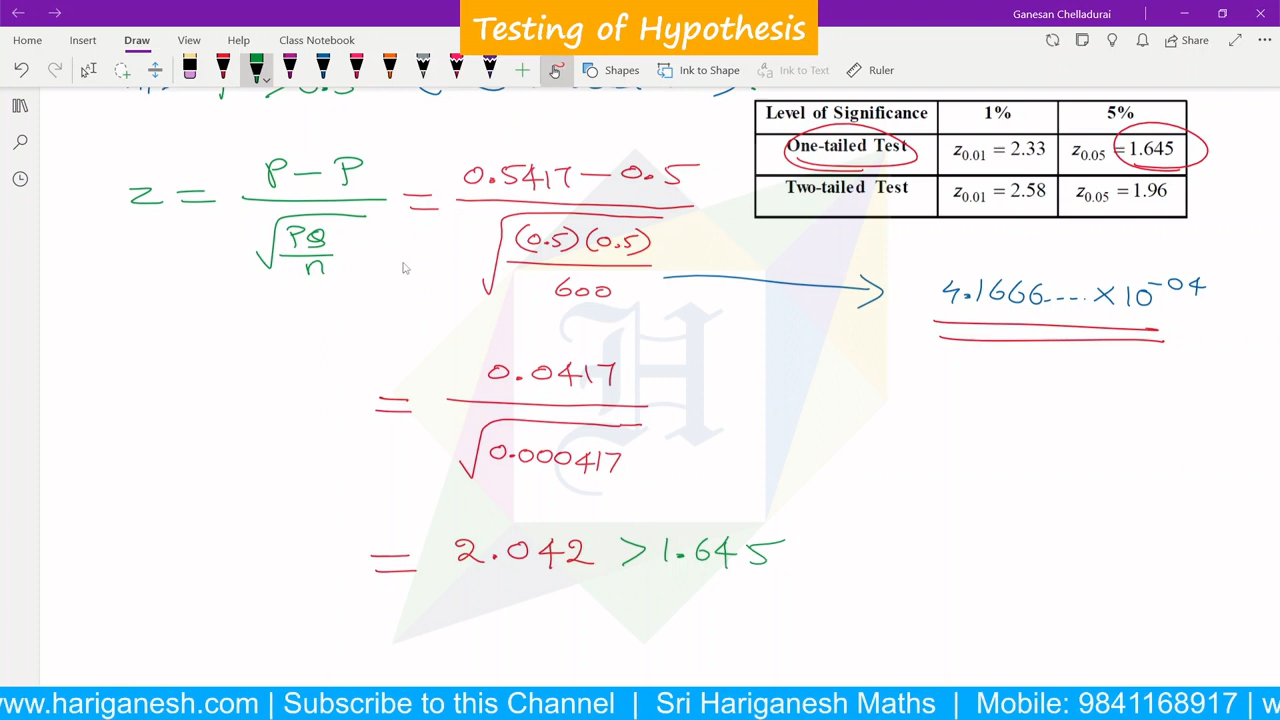 Testing of Hypothesis
Ganesan Chelladurai
Home Insert Draw View Help Class Notebook
Share
Shapes Ink to Shape Ink to Text Ruler
Level of Significance 1% 5%
One-tailed Test z0.01 = 2.33 z0.05 = 1.645
Two-tailed Test z0.01 = 2.58 z0.05 = 1.96
z = (p − P) / √(PQ/n) = (0.5417 − 0.5) / √((0.5)(0.5)/600)
4.1666.... × 10^-04
= 0.0417 / √0.000417
= 2.042 > 1.645
H
w.hariganesh.com | Subscribe to this Channel | Sri Hariganesh Maths | Mobile: 9841168917 | w